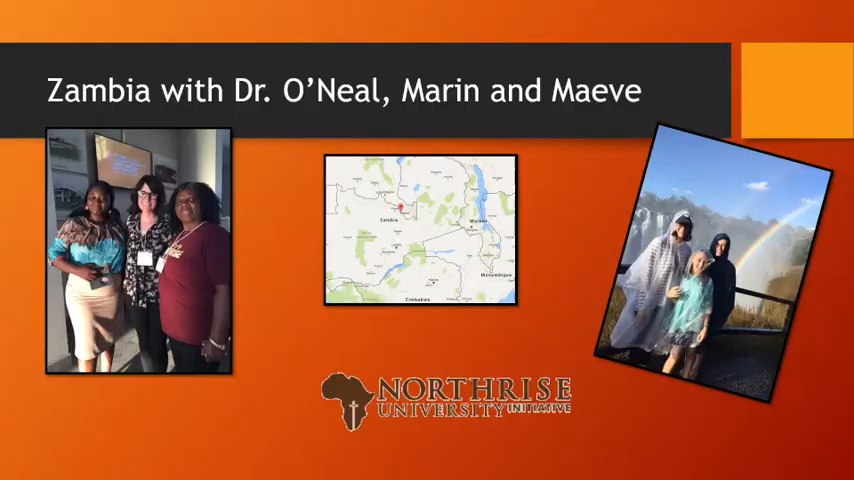 Zambia with Dr. O'Neal, Marin and Maeve
Zambia
Malawi
Mozambique
Zimbabwe
NORTHRISE
UNIVERSITY INITIATIVE